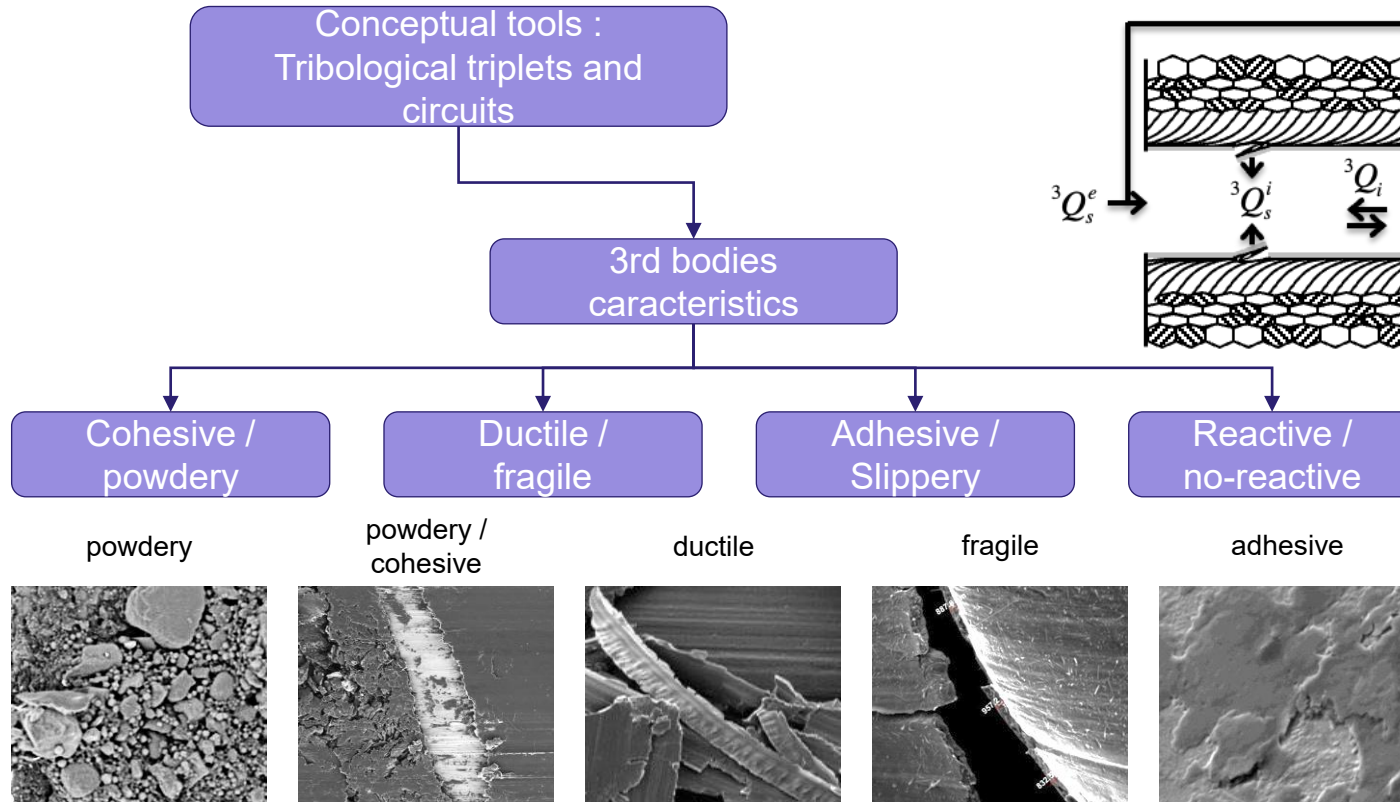 Conceptual tools :
Tribological triplets and
circuits
3rd bodies
caracteristics
³Qₛᵉ
³Qₛⁱ
³Qᵢ
Cohesive /
powdery
Ductile /
fragile
Adhesive /
Slippery
Reactive /
no-reactive
powdery
powdery /
cohesive
ductile
fragile
adhesive